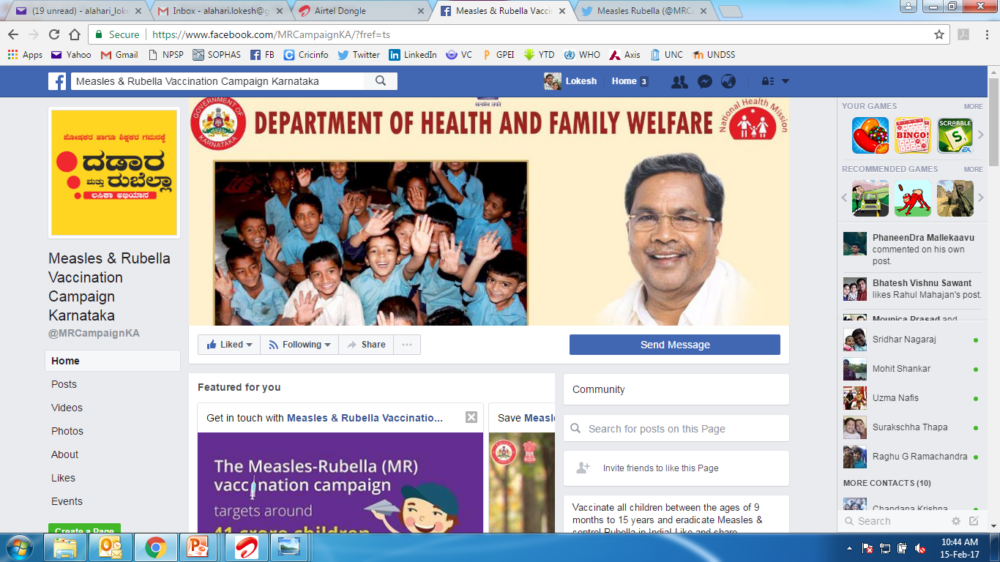 (19 unread) - alahari_loke
Inbox - alahari.lokesh@g
Airtel Dongle
Measles & Rubella Vaccin
Twitter Measles Rubella (@MRC
Secure https://www.facebook.com/MRCampaignKA/?fref=ts
Apps Yahoo Gmail NPSP SOPHAS FB Cricinfo Twitter LinkedIn VC GPEI YTD WHO Axis UNC UNDSS
Measles & Rubella Vaccination Campaign Karnataka
Lokesh Home 3
ಪೋಷಕರ ಹಾಗೂ ಶಿಕ್ಷಕರ ಗಮನಕ್ಕೆ
ದಡಾರ
ಮತ್ತು ರುಬೆಲ್ಲಾ
ಲಸಿಕಾ ಅಭಿಯಾನ
Measles & Rubella
Vaccination
Campaign
Karnataka
@MRCampaignKA
Home
Posts
Videos
Photos
About
Likes
Events
Create a Page
GOVERNMENT OF KARNATAKA
सत्यमेव जयते
DEPARTMENT OF HEALTH AND FAMILY WELFARE
National Health Mission
Liked Following Share ...
Send Message
Featured for you
Get in touch with Measles & Rubella Vaccinatio...
Save Measl
The Measles-Rubella (MR)
vaccination campaign
targets around
41 crore children
Community
Search for posts on this Page
Invite friends to like this Page
Vaccinate all children between the ages of 9
months to 15 years and eradicate Measles &
control Rubella in India! Like and share
YOUR GAMES MORE
BINGO!
SCRABBLE
S
EA
RECOMMENDED GAMES MORE
PhaneenDra Mallekaavu
commented on his own
post.
Bhatesh Vishnu Sawant
likes Rahul Mahajan's post.
Mounica Prasad and
Sridhar Nagaraj
Mohit Shankar
Uzma Nafis
Surakschha Thapa
Raghu G Ramachandra
MORE CONTACTS (10)
Chandana Krishna
Search
10:44 AM
15-Feb-17